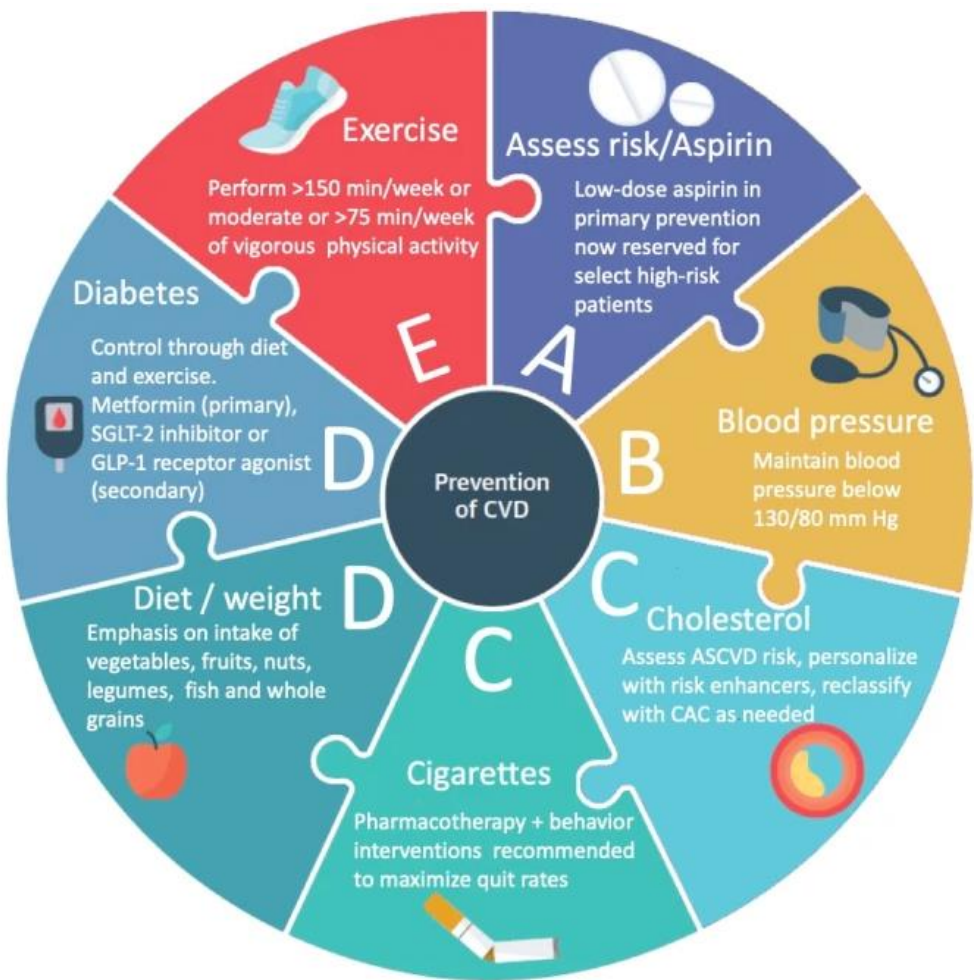 Prevention
of CVD
A
Assess risk/Aspirin
Low-dose aspirin in
primary prevention
now reserved for
select high-risk
patients
B
Blood pressure
Maintain blood
pressure below
130/80 mm Hg
C
Cholesterol
Assess ASCVD risk, personalize
with risk enhancers, reclassify
with CAC as needed
C
Cigarettes
Pharmacotherapy + behavior
interventions recommended
to maximize quit rates
D
Diet / weight
Emphasis on intake of
vegetables, fruits, nuts,
legumes, fish and whole
grains
D
Diabetes
Control through diet
and exercise.
Metformin (primary),
SGLT-2 inhibitor or
GLP-1 receptor agonist
(secondary)
E
Exercise
Perform >150 min/week or
moderate or >75 min/week
of vigorous physical activity